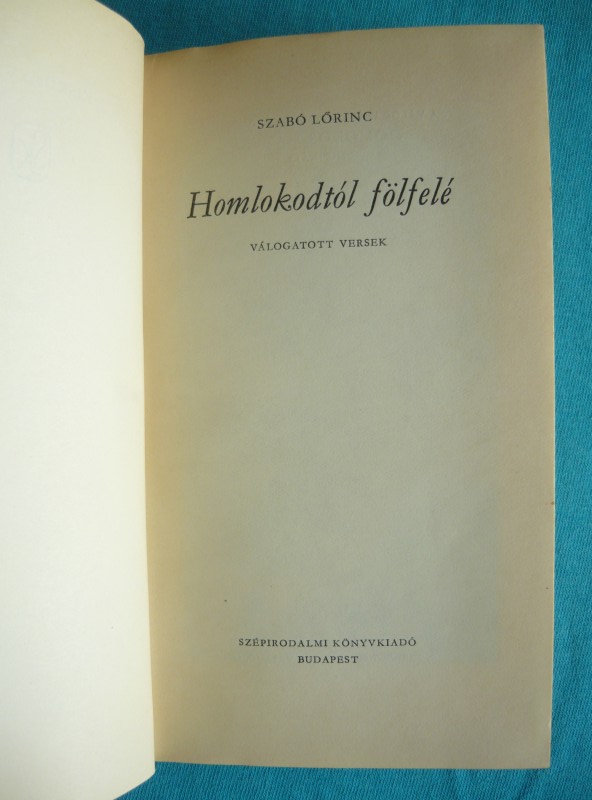 SZABÓ LŐRINC
Homlokodtól fölfelé
VÁLOGATOTT VERSEK
SZÉPIRODALMI KÖNYVKIADÓ
BUDAPEST